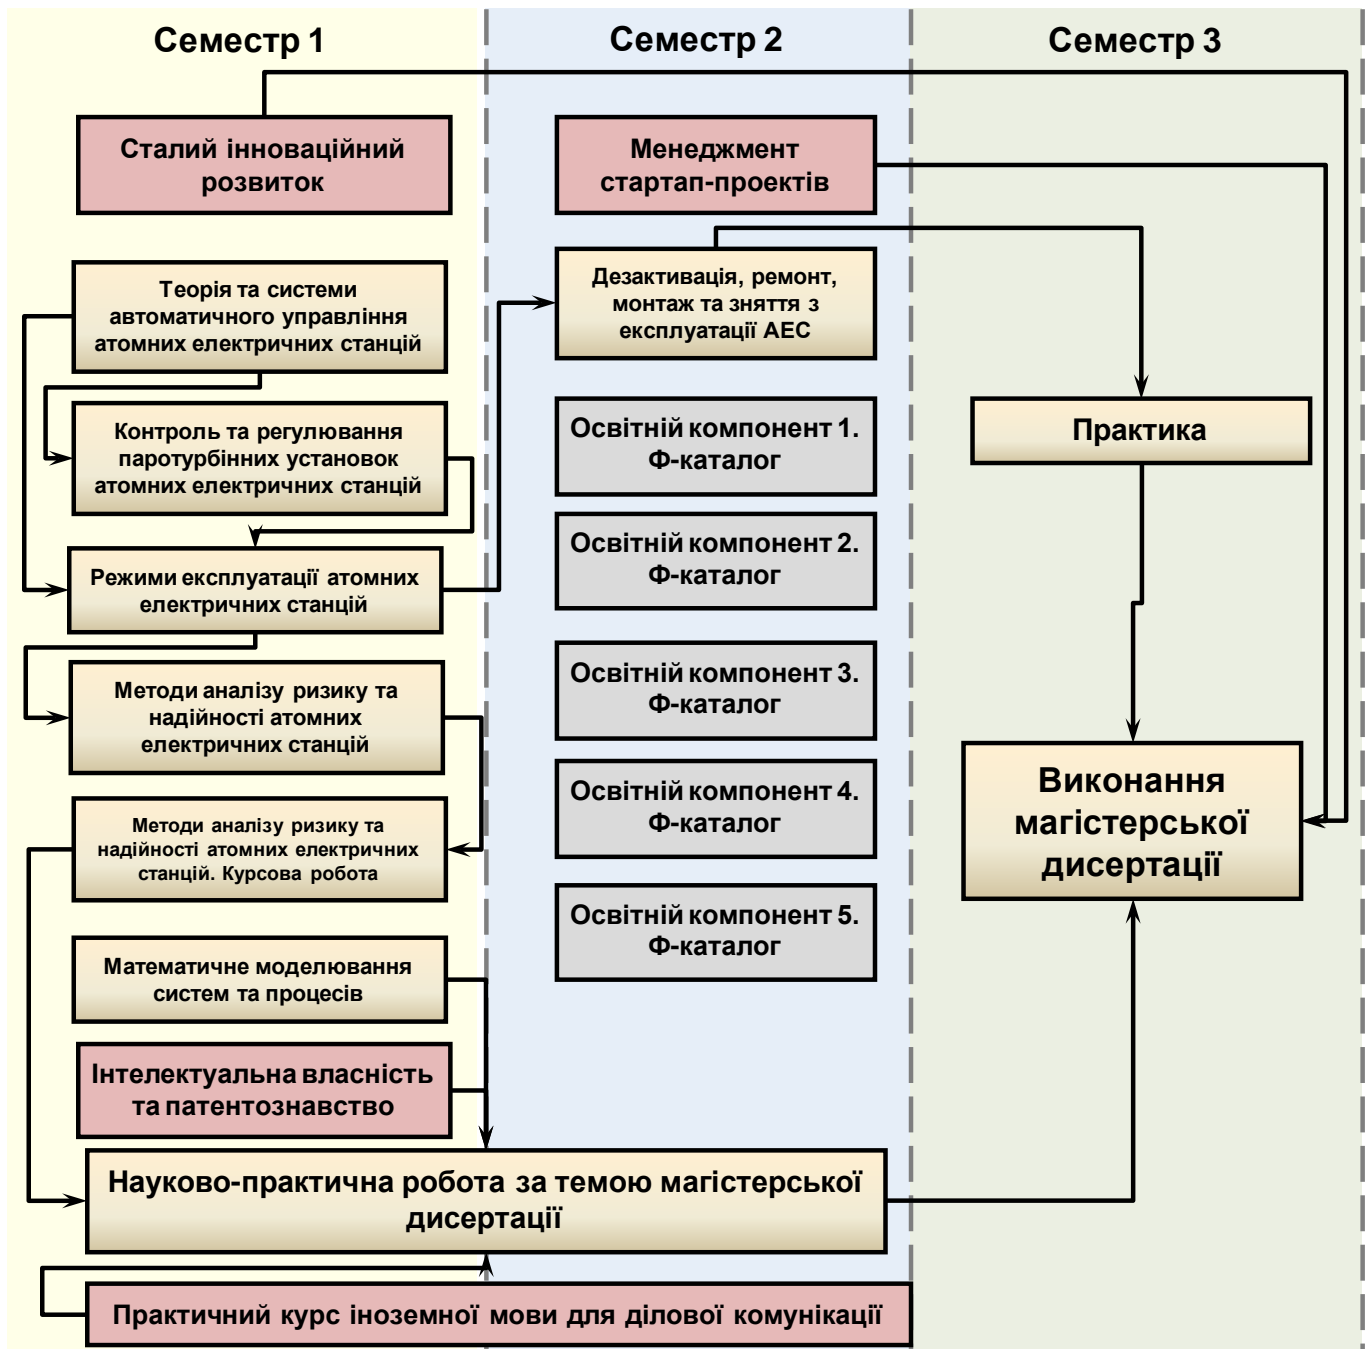 Семестр 1
Семестр 2
Семестр 3
Сталий інноваційний
розвиток
Менеджмент
стартап-проектів
Теорія та системи
автоматичного управління
атомних електричних станцій
Дезактивація, ремонт,
монтаж та зняття з
експлуатації АЕС
Контроль та регулювання
паротурбінних установок
атомних електричних станцій
Освітній компонент 1.
Ф-каталог
Практика
Режими експлуатації атомних
електричних станцій
Освітній компонент 2.
Ф-каталог
Методи аналізу ризику та
надійності атомних
електричних станцій
Освітній компонент 3.
Ф-каталог
Методи аналізу ризику та
надійності атомних електричних
станцій. Курсова робота
Освітній компонент 4.
Ф-каталог
Виконання
магістерської
дисертації
Математичне моделювання
систем та процесів
Освітній компонент 5.
Ф-каталог
Інтелектуальна власність
та патентознавство
Науково-практична робота за темою магістерської
дисертації
Практичний курс іноземної мови для ділової комунікації